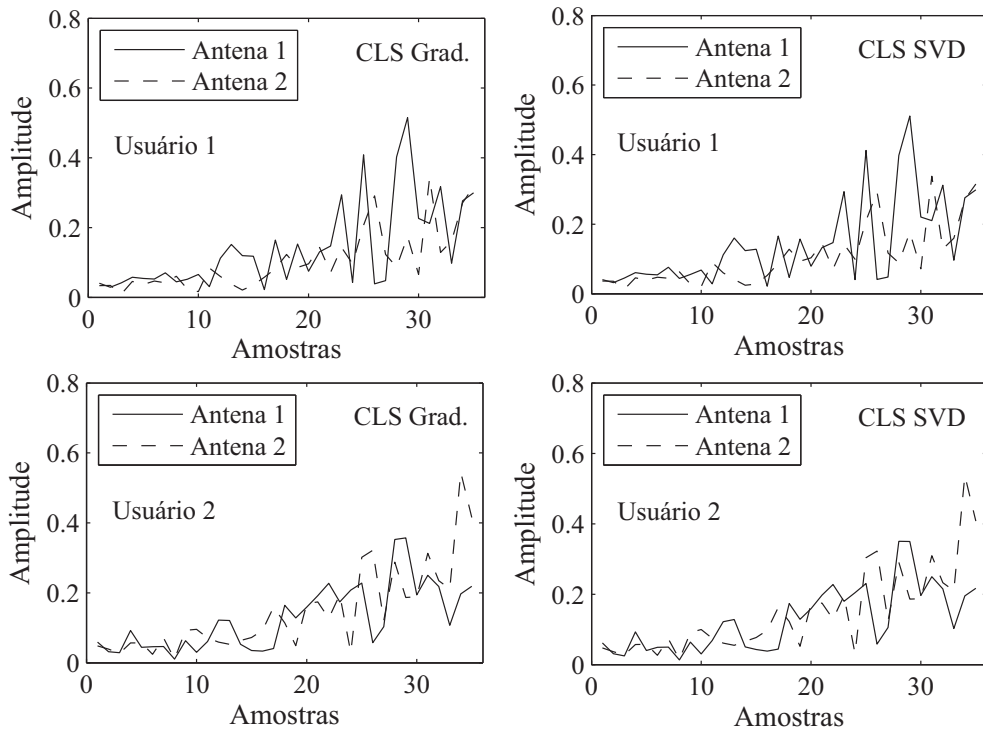 0.8
0.6
0.4
0.2
0
Amplitude
Antena 1
Antena 2
CLS Grad.
Usuário 1
0
10
20
30
Amostras
0.8
0.6
0.4
0.2
0
Amplitude
Antena 1
Antena 2
CLS SVD
Usuário 1
0
10
20
30
Amostras
0.8
0.6
0.4
0.2
0
Amplitude
Antena 1
Antena 2
CLS Grad.
Usuário 2
0
10
20
30
Amostras
0.8
0.6
0.4
0.2
0
Amplitude
Antena 1
Antena 2
CLS SVD
Usuário 2
0
10
20
30
Amostras